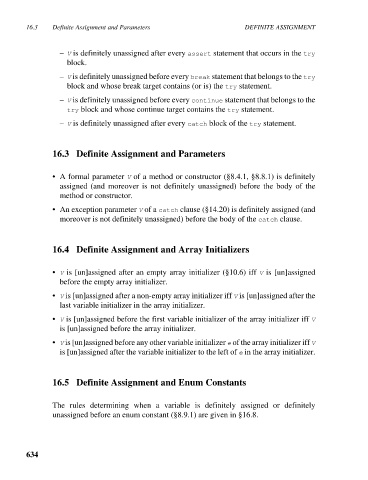 16.3 Definite Assignment and Parameters DEFINITE ASSIGNMENT
– V is definitely unassigned after every assert statement that occurs in the try
block.
– V is definitely unassigned before every break statement that belongs to the try
block and whose break target contains (or is) the try statement.
– V is definitely unassigned before every continue statement that belongs to the
try block and whose continue target contains the try statement.
– V is definitely unassigned after every catch block of the try statement.
16.3 Definite Assignment and Parameters
• A formal parameter V of a method or constructor (§8.4.1, §8.8.1) is definitely
assigned (and moreover is not definitely unassigned) before the body of the
method or constructor.
• An exception parameter V of a catch clause (§14.20) is definitely assigned (and
moreover is not definitely unassigned) before the body of the catch clause.
16.4 Definite Assignment and Array Initializers
• V is [un]assigned after an empty array initializer (§10.6) iff V is [un]assigned
before the empty array initializer.
• V is [un]assigned after a non-empty array initializer iff V is [un]assigned after the
last variable initializer in the array initializer.
• V is [un]assigned before the first variable initializer of the array initializer iff V
is [un]assigned before the array initializer.
• V is [un]assigned before any other variable initializer e of the array initializer iff V
is [un]assigned after the variable initializer to the left of e in the array initializer.
16.5 Definite Assignment and Enum Constants
The rules determining when a variable is definitely assigned or definitely
unassigned before an enum constant (§8.9.1) are given in §16.8.
634